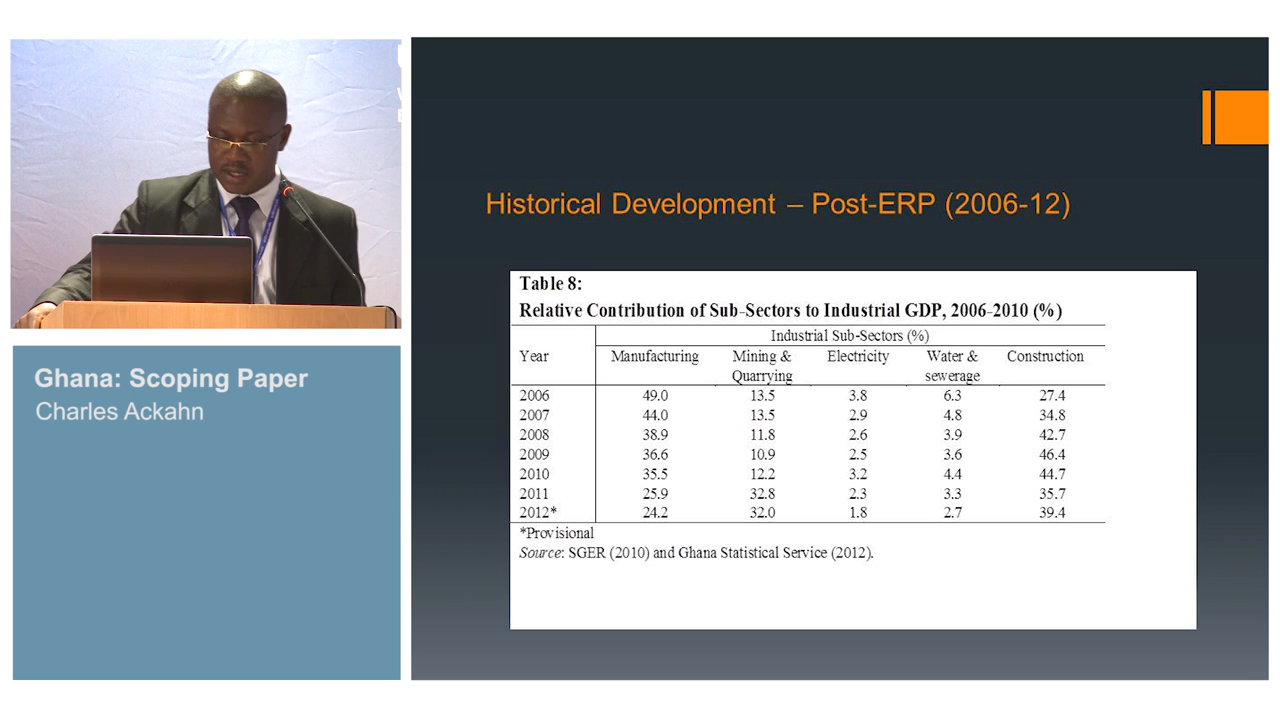 Ghana: Scoping Paper
Charles Ackahn
Historical Development – Post-ERP (2006-12)
Table 8:
Relative Contribution of Sub-Sectors to Industrial GDP, 2006-2010 (%)
Industrial Sub-Sectors (%)
Year Manufacturing Mining & Quarrying Electricity Water & sewerage Construction
2006 49.0 13.5 3.8 6.3 27.4
2007 44.0 13.5 2.9 4.8 34.8
2008 38.9 11.8 2.6 3.9 42.7
2009 36.6 10.9 2.5 3.6 46.4
2010 35.5 12.2 3.2 4.4 44.7
2011 25.9 32.8 2.3 3.3 35.7
2012* 24.2 32.0 1.8 2.7 39.4
*Provisional
Source: SGER (2010) and Ghana Statistical Service (2012).